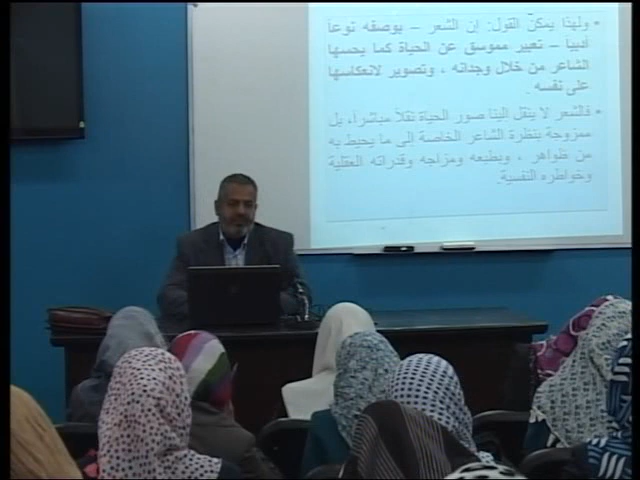 ولهذا يمكن القول: إن الشعر – بوصفه نوعاً
أدبياً – تعبير مموسق عن الحياة كما يحسها
الشاعر من خلال وجدانه ، وتصوير لانعكاسها
على نفسه .
فالشعر لا ينقل إلينا صور الحياة نقلاً مباشراً، بل
ممزوجة بنظرة الشاعر الخاصة إلى ما يحيط به
من ظواهر ، وبطبعه ومزاجه وقدراته العقلية
وخواطره النفسية.